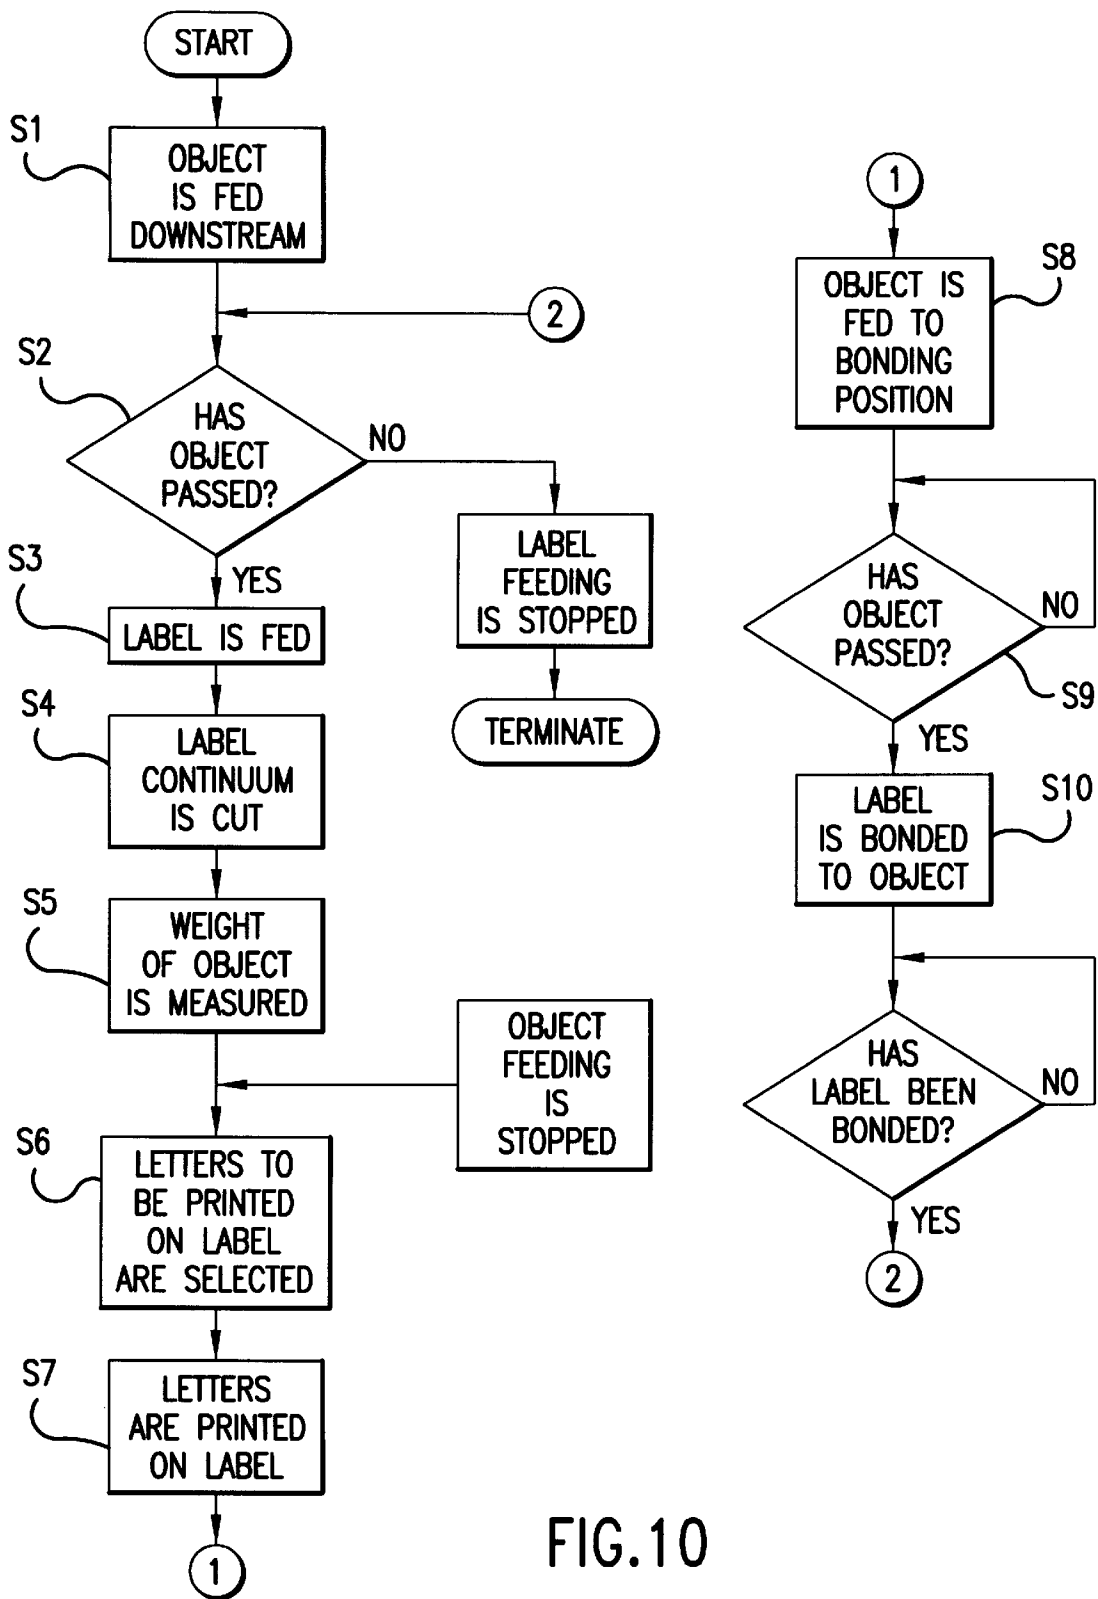 START
S1
OBJECT
IS FED
DOWNSTREAM
2
S2
HAS
OBJECT
PASSED?
NO
LABEL
FEEDING
IS STOPPED
TERMINATE
YES
S3
LABEL IS FED
S4
LABEL
CONTINUUM
IS CUT
S5
WEIGHT
OF OBJECT
IS MEASURED
OBJECT
FEEDING
IS
STOPPED
S6
LETTERS TO
BE PRINTED
ON LABEL
ARE SELECTED
S7
LETTERS
ARE PRINTED
ON LABEL
1
1
S8
OBJECT IS
FED TO
BONDING
POSITION
HAS
OBJECT
PASSED?
NO
S9
YES
S10
LABEL
IS BONDED
TO OBJECT
HAS
LABEL BEEN
BONDED?
NO
YES
2
FIG.10